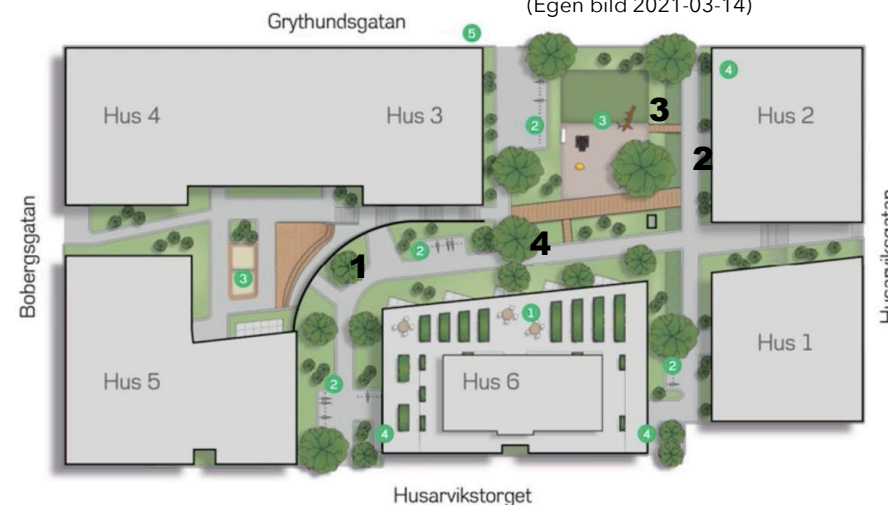 (Egen bild 2021-03-14)
Grythundsgatan
5
Hus 4
Hus 3
2
3
3
4
Hus 2
2
Bobergsgatan
3
1
2
4
Husarviksgatan
1
Hus 5
2
Hus 6
2
Hus 1
4
4
Husarvikstorget